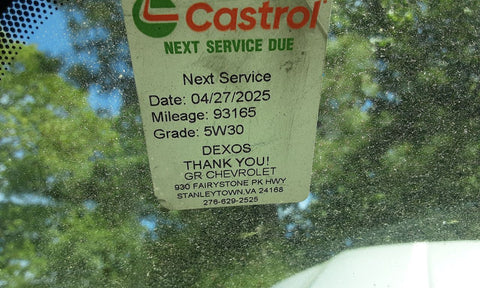 Castrol
NEXT SERVICE DUE
Next Service
Date: 04/27/2025
Mileage: 93165
Grade: 5W30
DEXOS
THANK YOU!
GR CHEVROLET
930 FAIRYSTONE PK HWY
STANLEYTOWN,VA 24168
276-629-2525